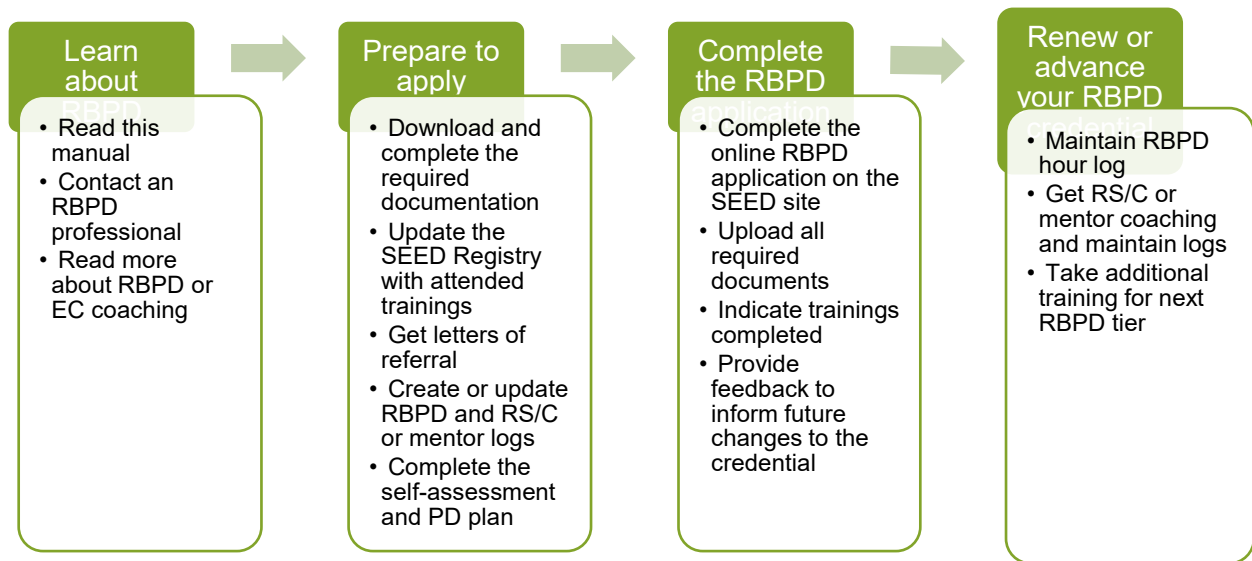 Learn
about
RBPD
• Read this
manual
• Contact an
RBPD
professional
• Read more
about RBPD or
EC coaching
Prepare to
apply
• Download and
complete the
required
documentation
• Update the
SEED Registry
with attended
trainings
• Get letters of
referral
• Create or update
RBPD and RS/C
or mentor logs
• Complete the
self-assessment
and PD plan
Complete
the RBPD
application
• Complete the
online RBPD
application on the
SEED site
• Upload all
required
documents
• Indicate trainings
completed
• Provide
feedback to
inform future
changes to the
credential
Renew or
advance
your RBPD
credential
• Maintain RBPD
hour log
• Get RS/C or
mentor coaching
and maintain logs
• Take additional
training for next
RBPD tier